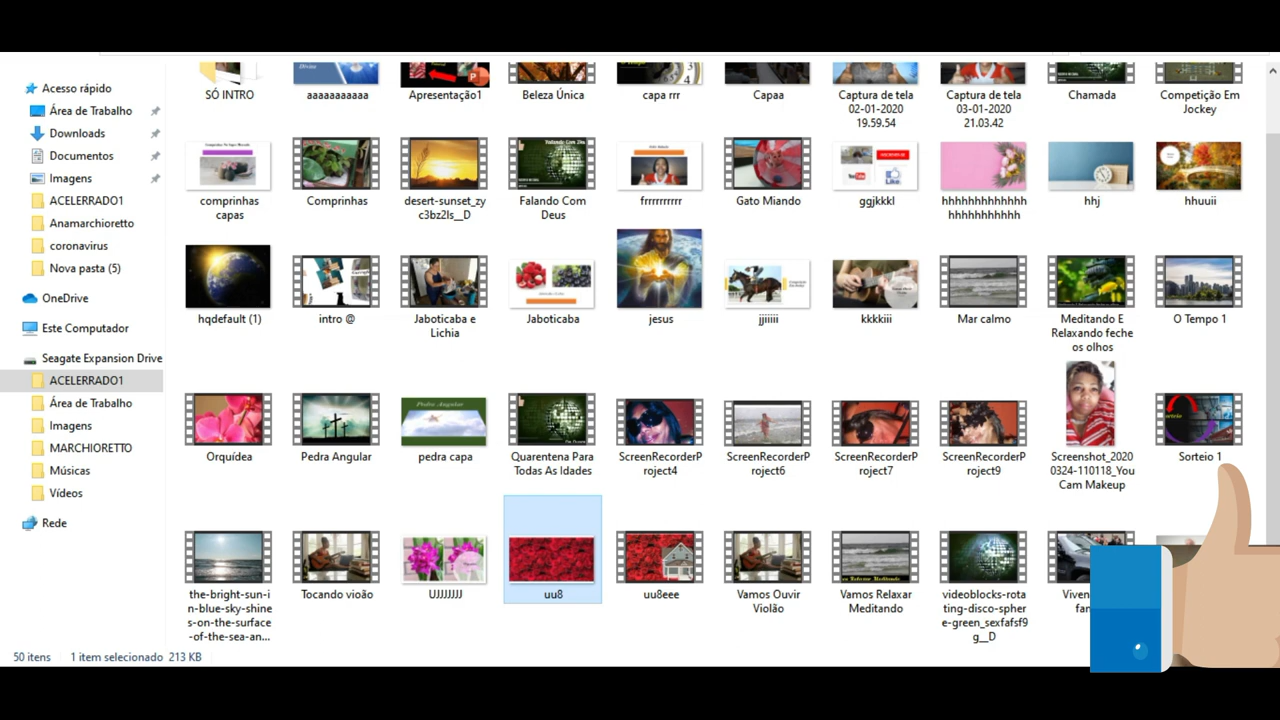 Acesso rápido
Área de Trabalho
Downloads
Documentos
Imagens
ACELERRADO1
Anamarchioretto
coronavirus
Nova pasta (5)
OneDrive
Este Computador
Seagate Expansion Drive
ACELERRADO1
Área de Trabalho
Imagens
MARCHIORETTO
Músicas
Vídeos
Rede
SÓ INTRO
aaaaaaaaaaa
Apresentação1
Beleza Única
capa rrr
Capaa
Captura de tela
02-01-2020
19.59.54
Captura de tela
03-01-2020
21.03.42
Chamada
Competição Em
Jockey
comprinhas
capas
Comprinhas
desert-sunset_zy
c3bz2ls__D
Falando Com
Deus
frrrrrrrrrr
Gato Miando
ggjkkkl
hhhhhhhhhhhhh
hhhhhhhhhhh
hhj
hhuuii
hqdefault (1)
intro @
Jaboticaba e
Lichia
Jaboticaba
jesus
jjiiiiii
kkkkiii
Mar calmo
Meditando E
Relaxando feche
os olhos
O Tempo 1
Orquídea
Pedra Angular
pedra capa
Quarentena Para
Todas As Idades
ScreenRecorderP
roject4
ScreenRecorderP
roject6
ScreenRecorderP
roject7
ScreenRecorderP
roject9
Screenshot_2020
0324-110118_You
Cam Makeup
Sorteio 1
the-bright-sun-i
n-blue-sky-shine
s-on-the-surface
-of-the-sea-an...
Tocando vioão
UJJJJJJJ
uu8
uu8eee
Vamos Ouvir
Violão
Vamos Relaxar
Meditando
videoblocks-rota
ting-disco-spher
e-green_sexfafsf9
g__D
50 itens
1 item selecionado 213 KB